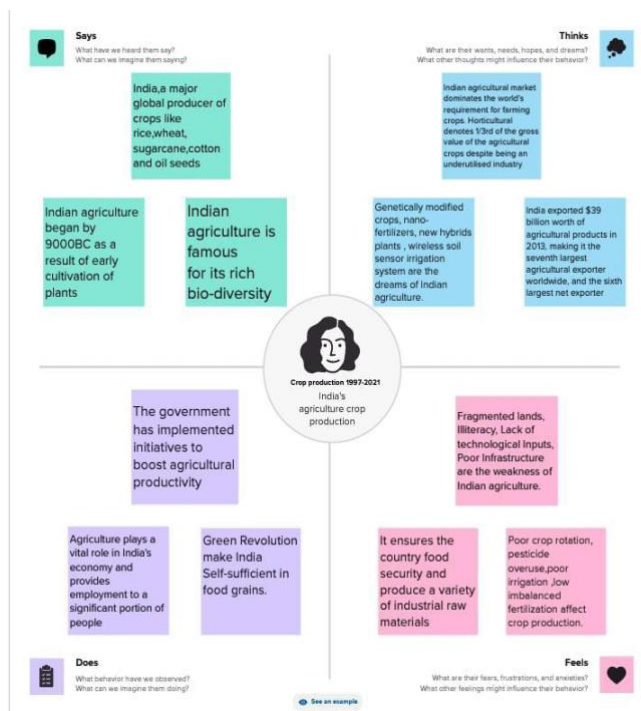 Says
What have we heard them say?
What can we imagine them saying?
India,a major
global producer of
crops like
rice,wheat,
sugarcane,cotton
and oil seeds
Indian agriculture
began by
9000BC as a
result of early
cultivation of
plants
Indian
agriculture is
famous
for its rich
bio-diversity
Thinks
What are their wants, needs, hopes, and dreams?
What other thoughts might influence their behavior?
Indian agricultural market
dominates the world's
requirement for farming
crops. Horticultural
denotes 1/3rd of the gross
value of the agricultural
crops despite being an
underutilised industry
Genetically modified
crops, nano-
fertilizers, new hybrids
plants , wireless soil
sensor irrigation
system are the
dreams of Indian
agriculture.
India exported $39
billion worth of
agricultural products in
2013, making it the
seventh largest
agricultural exporter
worldwide, and the sixth
largest net exporter
Crop production 1997-2021
India's
agriculture crop
production
The government
has implemented
initiatives to
boost agricultural
productivity
Agriculture plays a
vital role in India's
economy and
provides
employment to a
significant portion of
people
Green Revolution
make India
Self-sufficient in
food grains.
Does
What behavior have we observed?
What can we imagine them doing?
Fragmented lands,
Illiteracy, Lack of
technological Inputs,
Poor Infrastructure
are the weakness of
Indian agriculture.
It ensures the
country food
security and
produce a variety
of industrial raw
materials
Poor crop rotation,
pesticide
overuse,poor
irrigation ,low
imbalanced
fertilization affect
crop production.
Feels
What are their fears, frustrations, and anxieties?
What other feelings might influence their behavior?
See an example